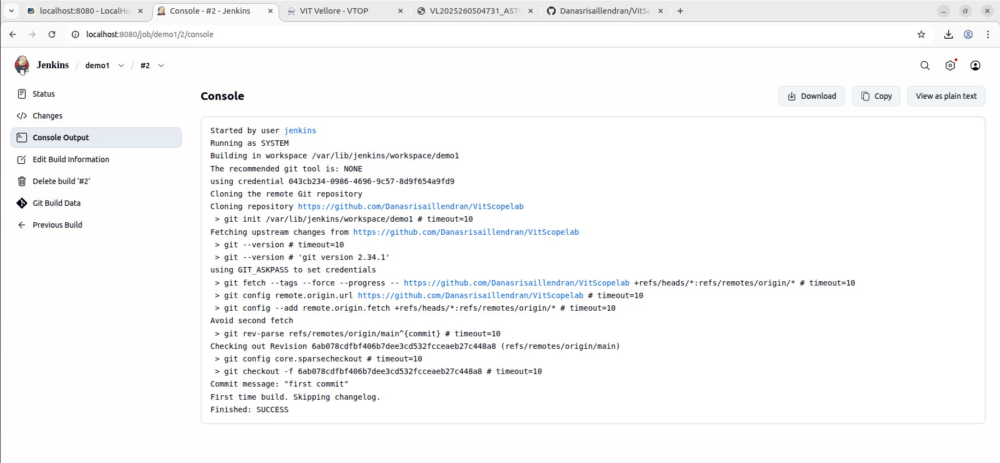 localhost:8080 - LocalHo
Console - #2 - Jenkins
VIT Vellore - VTOP
VL2025260504731_AST
Danasrisaillendran/VitSc
localhost:8080/job/demo1/2/console
Jenkins / demo1 / #2
Status
Changes
Console Output
Edit Build Information
Delete build ‘#2’
Git Build Data
Previous Build
Console
Download
Copy
View as plain text
Started by user jenkins
Running as SYSTEM
Building in workspace /var/lib/jenkins/workspace/demo1
The recommended git tool is: NONE
using credential 043cb234-0986-4696-9c57-8d9f654a9fd9
Cloning the remote Git repository
Cloning repository https://github.com/Danasrisaillendran/VitScopelab
 > git init /var/lib/jenkins/workspace/demo1 # timeout=10
Fetching upstream changes from https://github.com/Danasrisaillendran/VitScopelab
 > git --version # timeout=10
 > git --version # 'git version 2.34.1'
using GIT_ASKPASS to set credentials
 > git fetch --tags --force --progress -- https://github.com/Danasrisaillendran/VitScopelab +refs/heads/*:refs/remotes/origin/* # timeout=10
 > git config remote.origin.url https://github.com/Danasrisaillendran/VitScopelab # timeout=10
 > git config --add remote.origin.fetch +refs/heads/*:refs/remotes/origin/* # timeout=10
Avoid second fetch
 > git rev-parse refs/remotes/origin/main^{commit} # timeout=10
Checking out Revision 6ab078cdfbf406b7dee3cd532fcceaeb27c448a8 (refs/remotes/origin/main)
 > git config core.sparsecheckout # timeout=10
 > git checkout -f 6ab078cdfbf406b7dee3cd532fcceaeb27c448a8 # timeout=10
Commit message: "first commit"
First time build. Skipping changelog.
Finished: SUCCESS